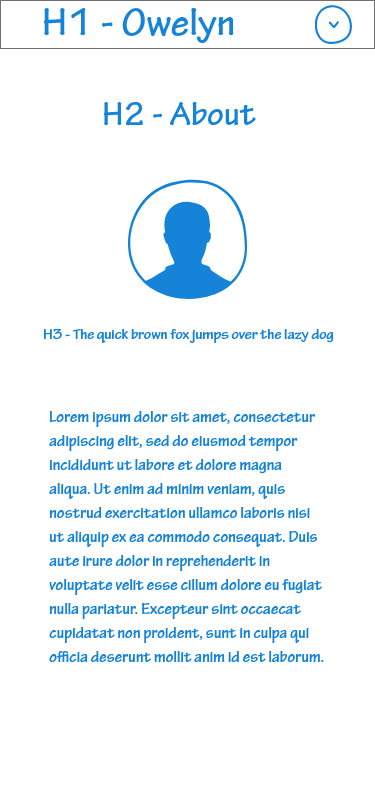 H1 - Owelyn
H2 - About
H3 - The quick brown fox jumps over the lazy dog
Lorem ipsum dolor sit amet, consectetur
adipiscing elit, sed do eiusmod tempor
incididunt ut labore et dolore magna
aliqua. Ut enim ad minim veniam, quis
nostrud exercitation ullamco laboris nisi
ut aliquip ex ea commodo consequat. Duis
aute irure dolor in reprehenderit in
voluptate velit esse cillum dolore eu fugiat
nulla pariatur. Excepteur sint occaecat
cupidatat non proident, sunt in culpa qui
officia deserunt mollit anim id est laborum.